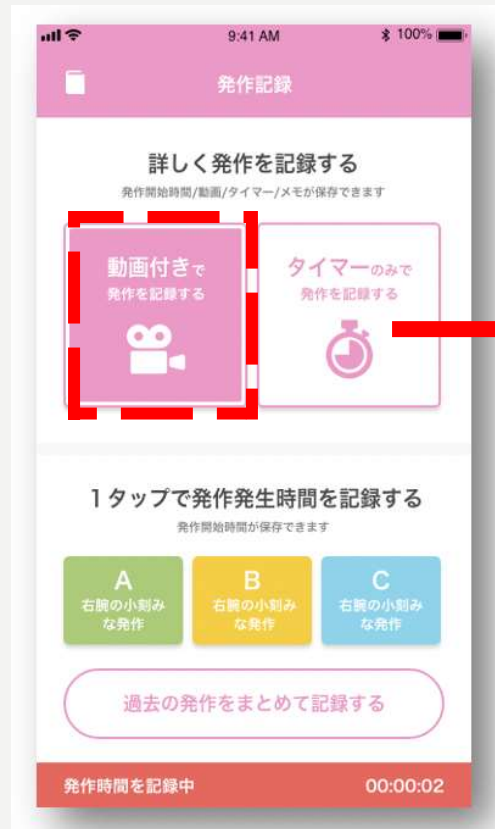 9:41 AM
100%
発作記録
詳しく発作を記録する
発作開始時間/動画/タイマー/メモが保存できます
動画付きで
発作を記録する
タイマーのみで
発作を記録する
1タップで発作発生時間を記録する
発作開始時間が保存できます
A
右腕の小刻み
な発作
B
右腕の小刻み
な発作
C
右腕の小刻み
な発作
過去の発作をまとめて記録する
発作時間を記録中
00:00:02